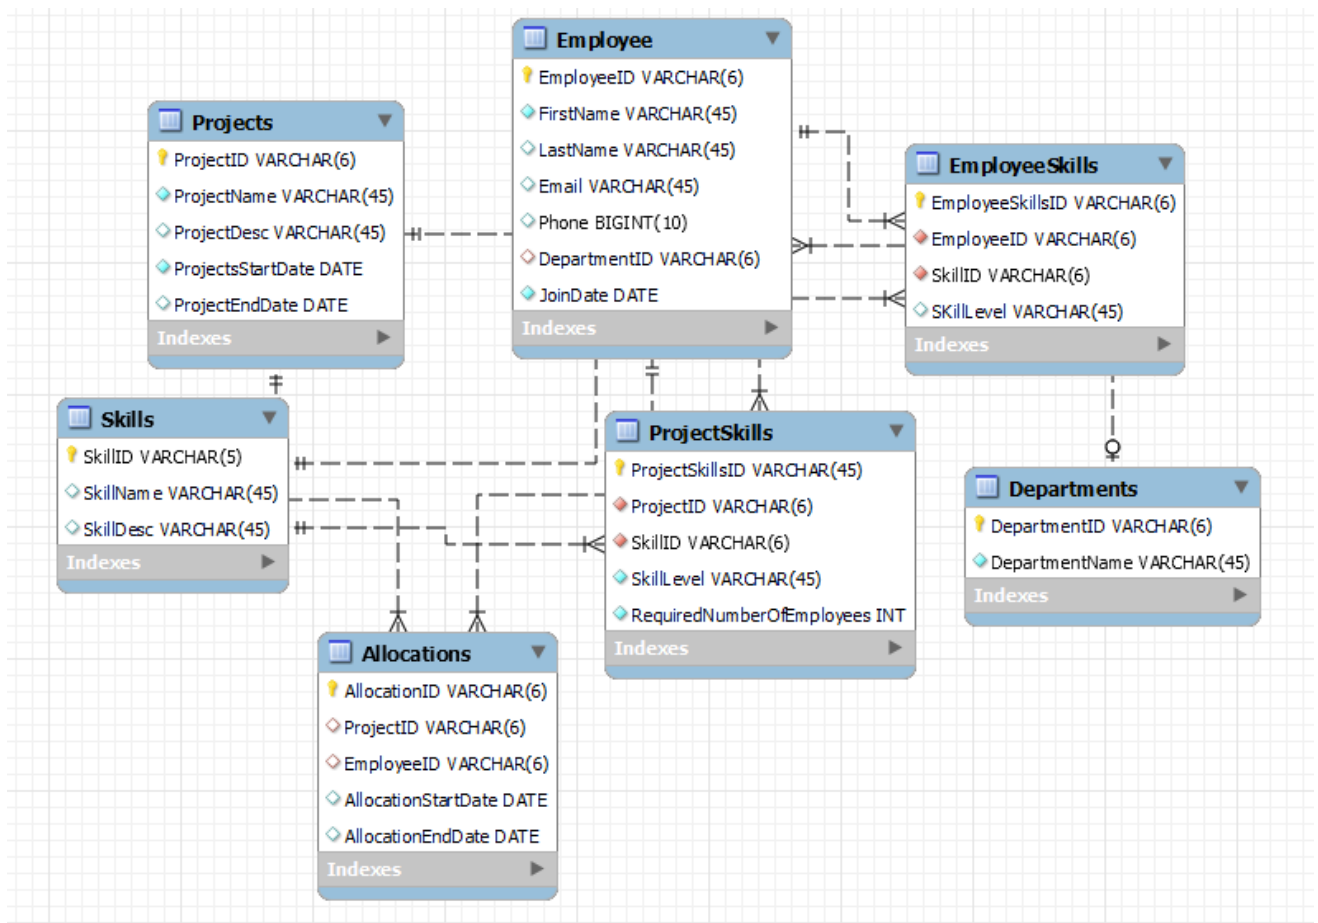 Employee
EmployeeID VARCHAR(6)
FirstName VARCHAR(45)
LastName VARCHAR(45)
Email VARCHAR(45)
Phone BIGINT(10)
DepartmentID VARCHAR(6)
JoinDate DATE
Indexes
Projects
ProjectID VARCHAR(6)
ProjectName VARCHAR(45)
ProjectDesc VARCHAR(45)
ProjectsStartDate DATE
ProjectEndDate DATE
Indexes
EmployeeSkills
EmployeeSkillsID VARCHAR(6)
EmployeeID VARCHAR(6)
SkillID VARCHAR(6)
SKillLevel VARCHAR(45)
Indexes
Skills
SkillID VARCHAR(5)
SkillName VARCHAR(45)
SkillDesc VARCHAR(45)
Indexes
ProjectSkills
ProjectSkillsID VARCHAR(45)
ProjectID VARCHAR(6)
SkillID VARCHAR(6)
SkillLevel VARCHAR(45)
RequiredNumberOfEmployees INT
Indexes
Departments
DepartmentID VARCHAR(6)
DepartmentName VARCHAR(45)
Indexes
Allocations
AllocationID VARCHAR(6)
ProjectID VARCHAR(6)
EmployeeID VARCHAR(6)
AllocationStartDate DATE
AllocationEndDate DATE
Indexes